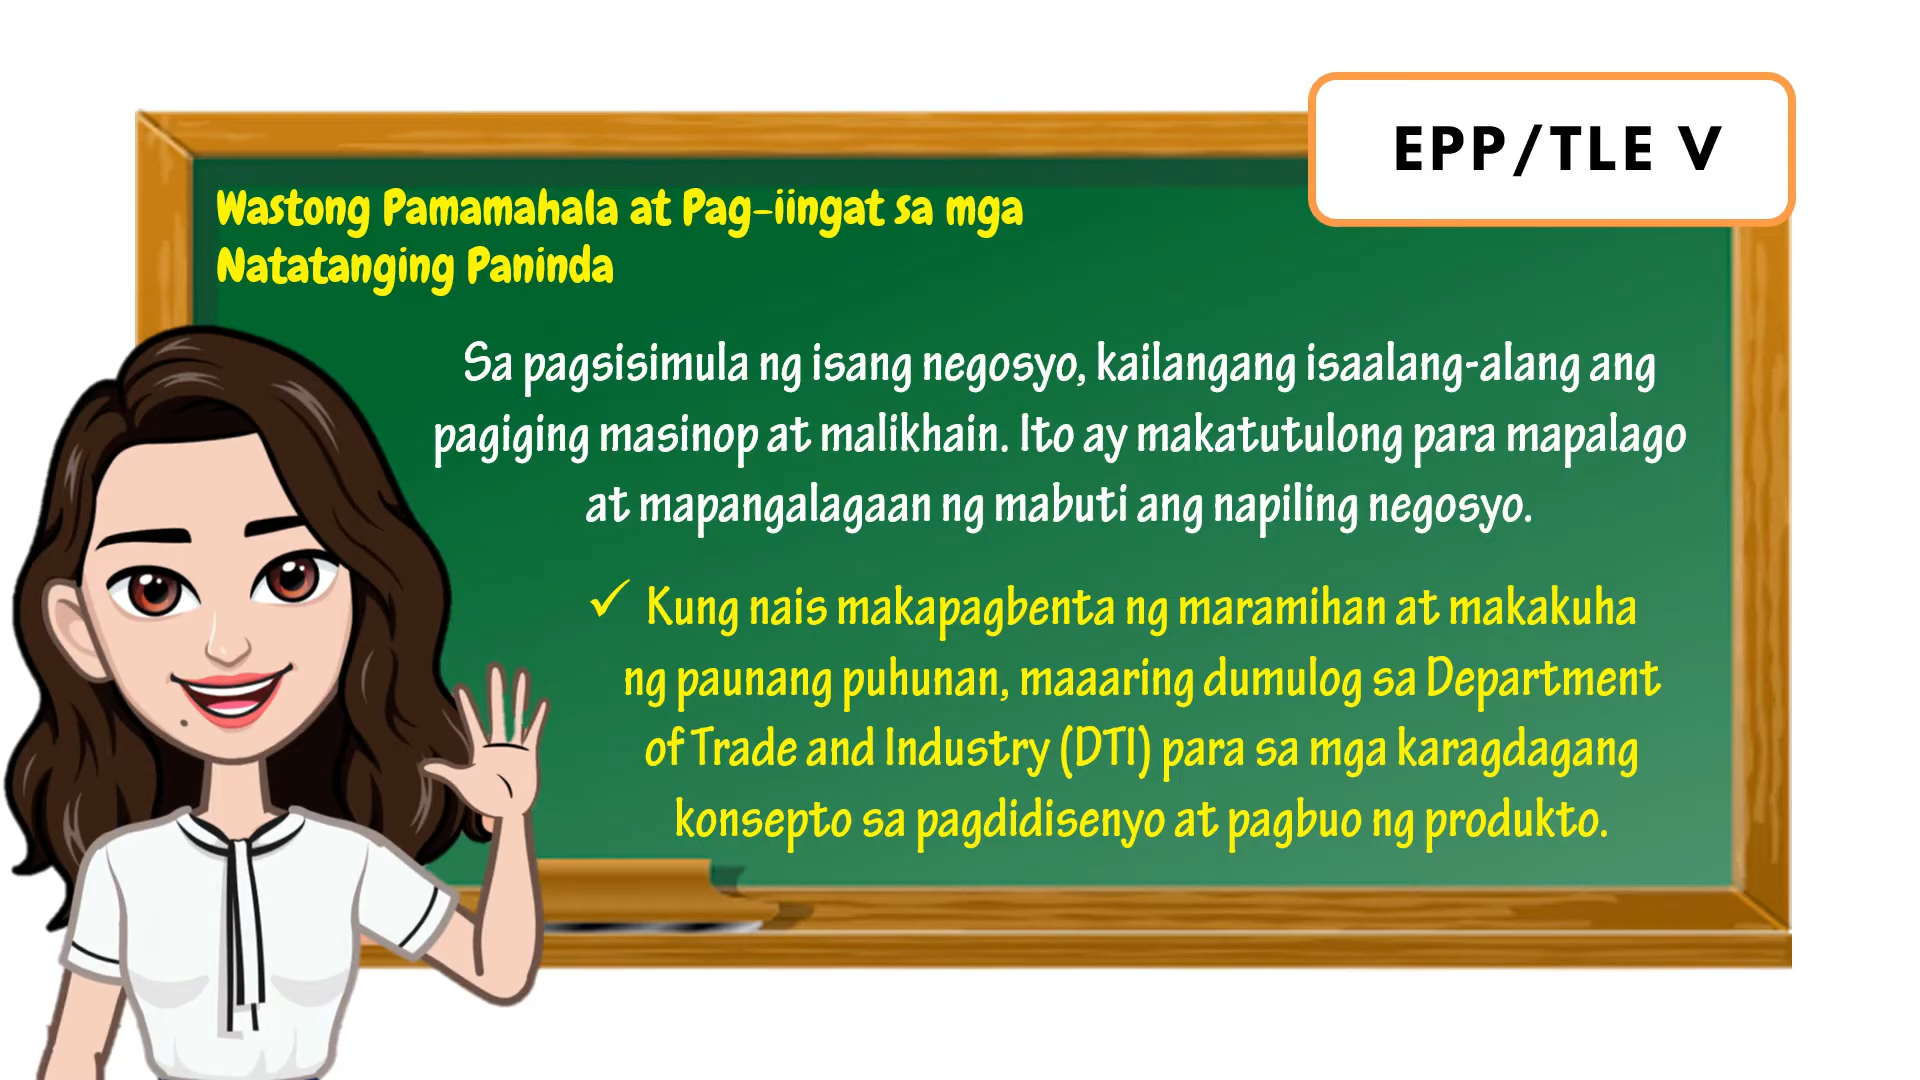 EPP/TLE V
Wastong Pamamahala at Pag-iingat sa mga
Natatanging Paninda
Sa pagsisimula ng isang negosyo, kailangang isaalang-alang ang
pagiging masinop at malikhain. Ito ay makatutulong para mapalago
at mapangalagaan ng mabuti ang napiling negosyo.
✓ Kung nais makapagbenta ng maramihan at makakuha
ng paunang puhunan, maaaring dumulog sa Department
of Trade and Industry (DTI) para sa mga karagdagang
konsepto sa pagdidisenyo at pagbuo ng produkto.